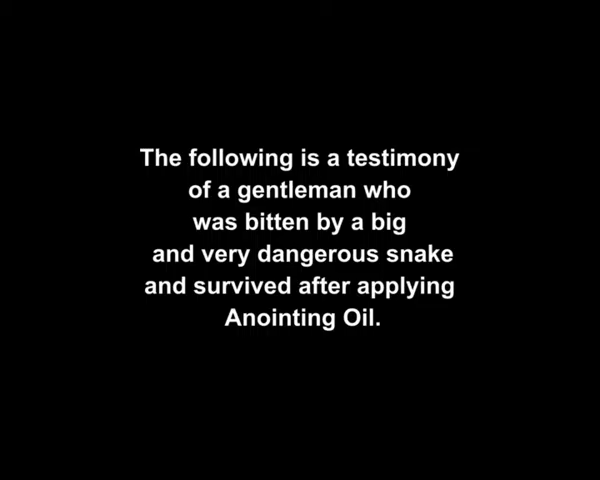 The following is a testimony
of a gentleman who
was bitten by a big
and very dangerous snake
and survived after applying
Anointing Oil.